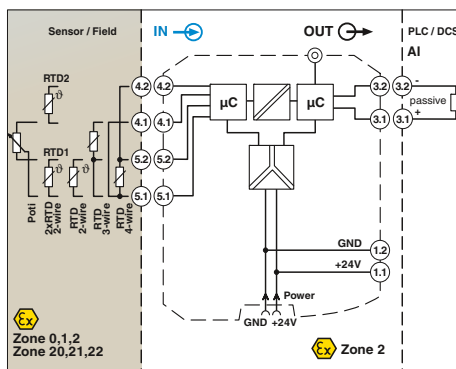 Sensor / Field
IN
OUT
PLC / DCS
AI
RTD2
ϑ
4.2
4.2
µC
µC
3.2
3.2
-
passive
4.1
4.1
3.1
3.1
+
RTD1
5.2
5.2
ϑ
ϑ
5.1
5.1
Poti
2xRTD
2-wire
RTD
2-wire
RTD
3-wire
RTD
4-wire
GND
1.2
+24V
1.1
Power
GND +24V
Ex
Zone 0,1,2
Zone 20,21,22
Ex
Zone 2